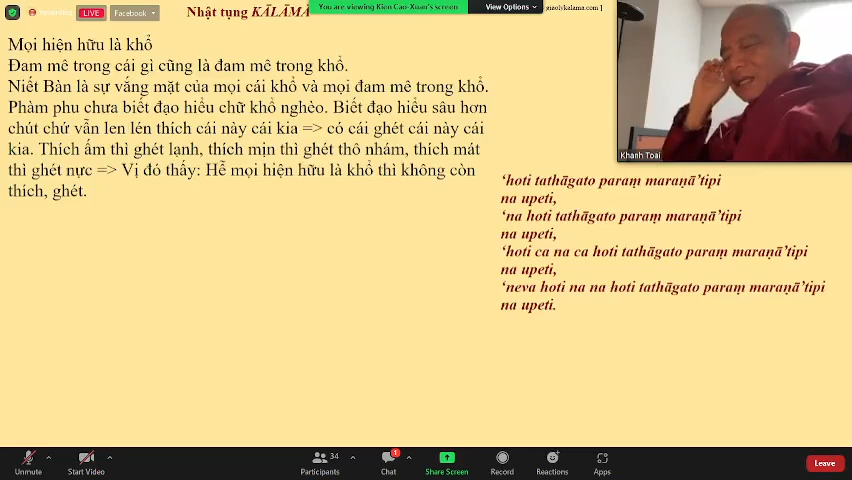 LIVE
Facebook
Nhật tụng KĀLĀMA
You are viewing Kien Cao-Xuan's screen
View Options
giaolykalama.com ]
Mọi hiện hữu là khổ
Đam mê trong cái gì cũng là đam mê trong khổ.
Niết Bàn là sự vắng mặt của mọi cái khổ và mọi đam mê trong khổ.
Phàm phu chưa biết đạo hiểu chữ khổ nghèo. Biết đạo hiểu sâu hơn
chút chứ vẫn len lén thích cái này cái kia => có cái ghét cái này cái
kia. Thích ấm thì ghét lạnh, thích mịn thì ghét thô nhám, thích mát
thì ghét nực => Vị đó thấy: Hễ mọi hiện hữu là khổ thì không còn
thích, ghét.
Khanh Toai
‘hoti tathāgato paraṃ maraṇā’tipi
na upeti,
‘na hoti tathāgato paraṃ maraṇā’tipi
na upeti,
‘hoti ca na ca hoti tathāgato paraṃ maraṇā’tipi
na upeti,
‘neva hoti na na hoti tathāgato paraṃ maraṇā’tipi
na upeti.
Unmute
Start Video
Participants
34
Chat
1
Share Screen
Record
Reactions
Apps
Leave